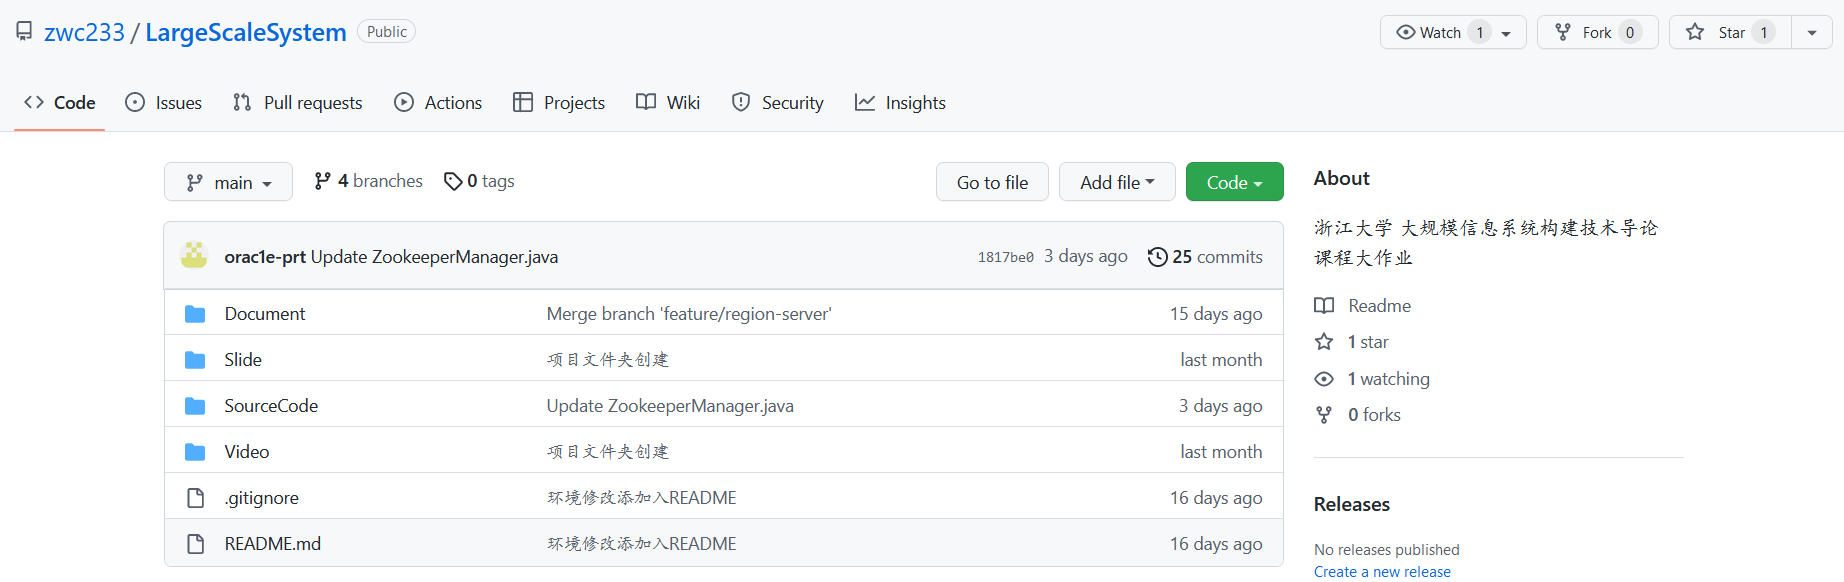 zwc233 / LargeScaleSystem Public
Watch 1 Fork 0 Star 1
Code Issues Pull requests Actions Projects Wiki Security Insights
main 4 branches 0 tags Go to file Add file Code
orac1e-prt Update ZookeeperManager.java 1817be0 3 days ago 25 commits
Document Merge branch 'feature/region-server' 15 days ago
Slide 项目文件夹创建 last month
SourceCode Update ZookeeperManager.java 3 days ago
Video 项目文件夹创建 last month
.gitignore 环境修改添加入README 16 days ago
README.md 环境修改添加入README 16 days ago
About
浙江大学 大规模信息系统构建技术导论
课程大作业
Readme
1 star
1 watching
0 forks
Releases
No releases published
Create a new release